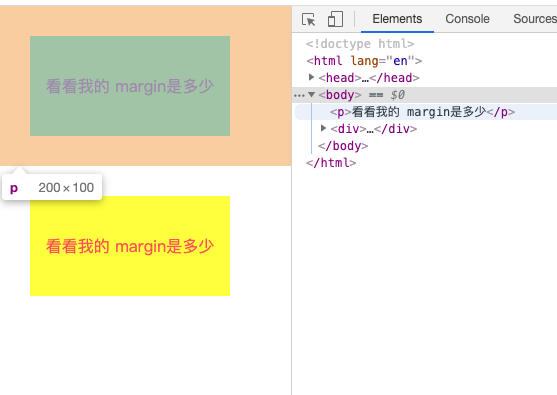 Elements Console Sources
<!doctype html>
<html lang="en">
<head>…</head>
看看我的 margin是多少
<body> == $0
<p>看看我的 margin是多少</p>
<div>…</div>
</body>
</html>
p 200 × 100
看看我的 margin是多少